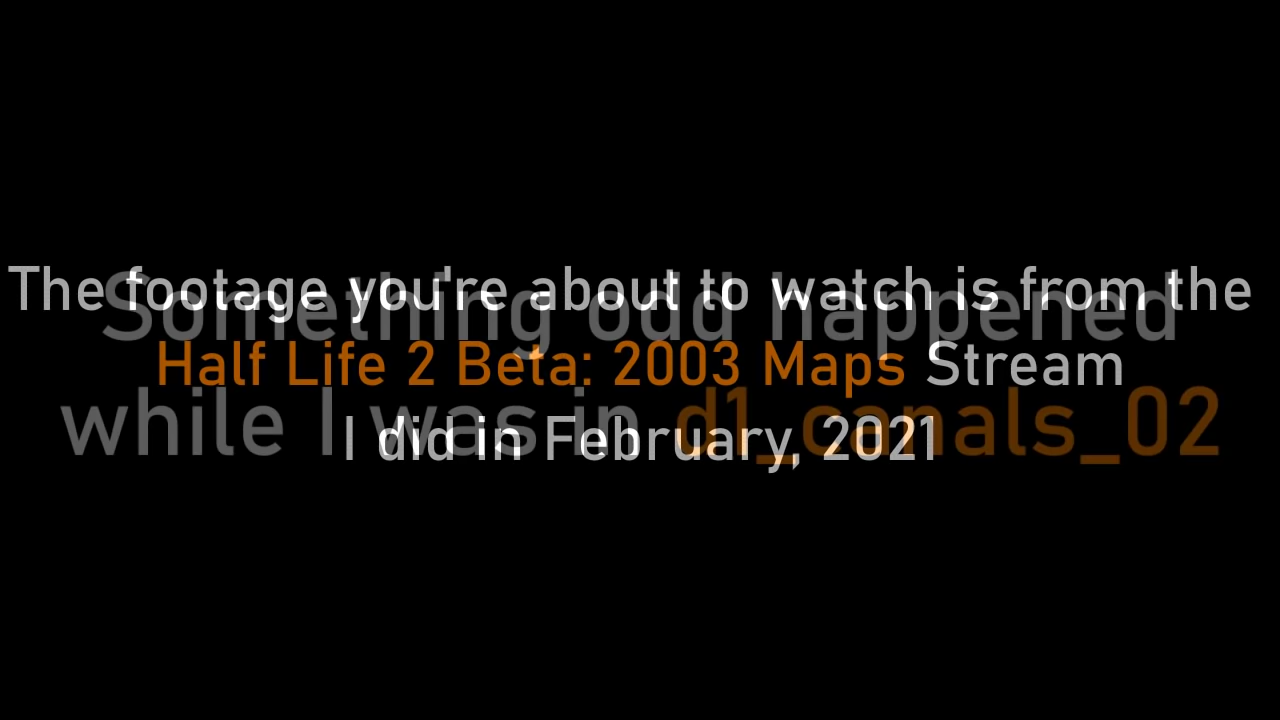 The footage you're about to watch is from the
Half Life 2 Beta: 2003 Maps Stream
I did in February, 2021
Something odd happened
while I was in d1_canals_02